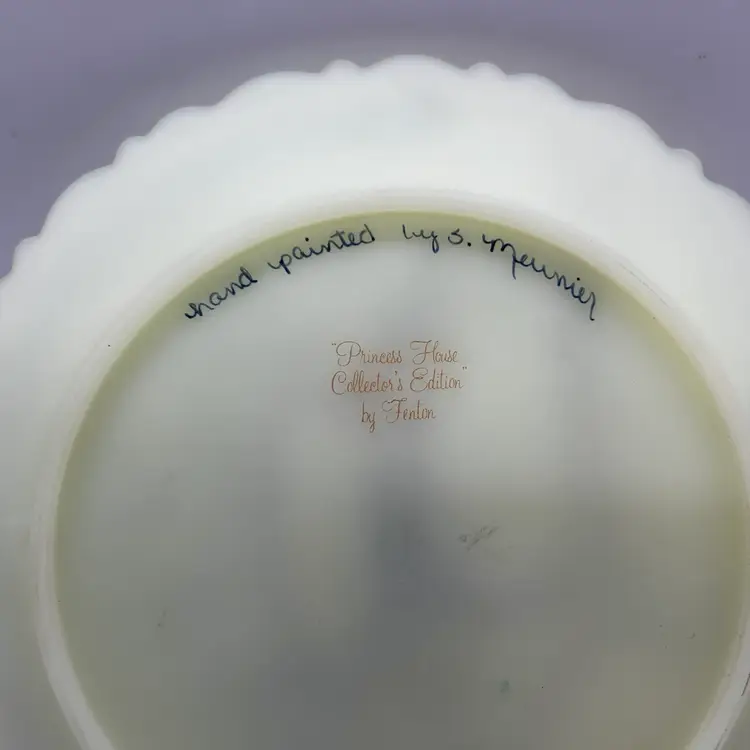 hand painted by S. Meunier
"Princess House
Collector's Edition"
by Fenton